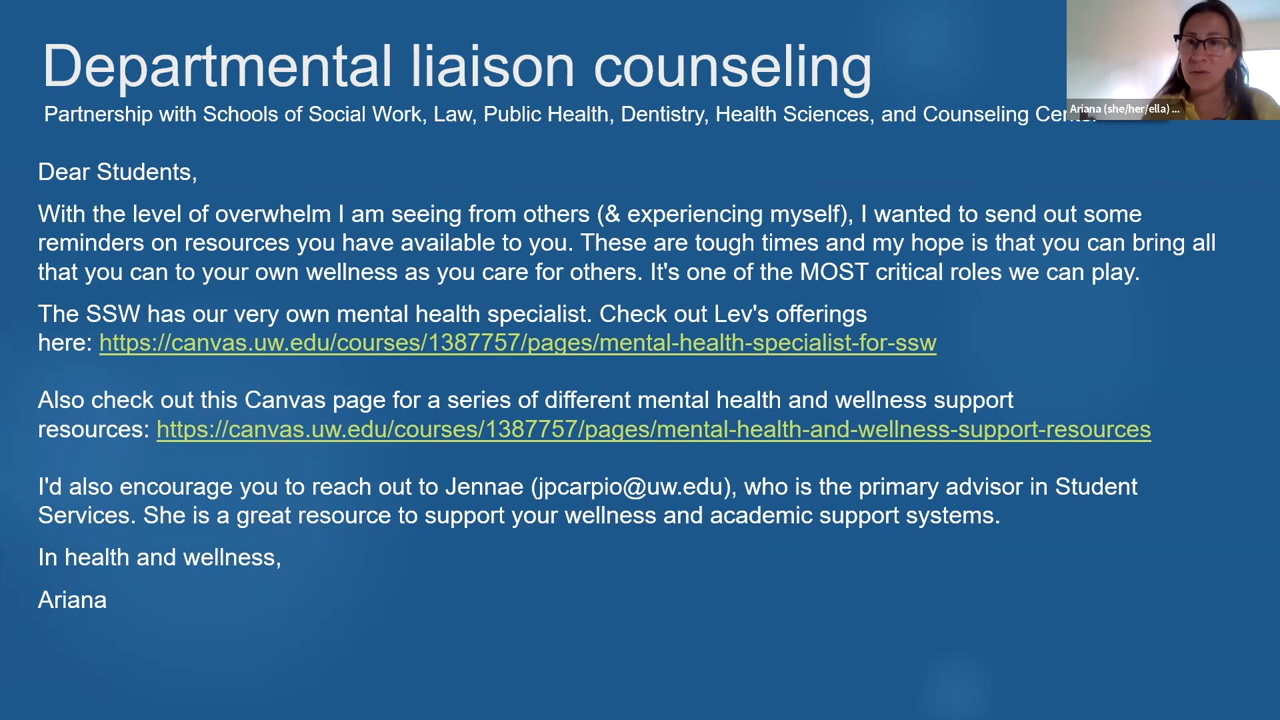 Departmental liaison counseling
Partnership with Schools of Social Work, Law, Public Health, Dentistry, Health Sciences, and Counseling Center
Ariana (she/her/ella) ...
Dear Students,
With the level of overwhelm I am seeing from others (& experiencing myself), I wanted to send out some
reminders on resources you have available to you. These are tough times and my hope is that you can bring all
that you can to your own wellness as you care for others. It's one of the MOST critical roles we can play.
The SSW has our very own mental health specialist. Check out Lev's offerings
here: https://canvas.uw.edu/courses/1387757/pages/mental-health-specialist-for-ssw
Also check out this Canvas page for a series of different mental health and wellness support
resources: https://canvas.uw.edu/courses/1387757/pages/mental-health-and-wellness-support-resources
I'd also encourage you to reach out to Jennae (jpcarpio@uw.edu), who is the primary advisor in Student
Services. She is a great resource to support your wellness and academic support systems.
In health and wellness,
Ariana